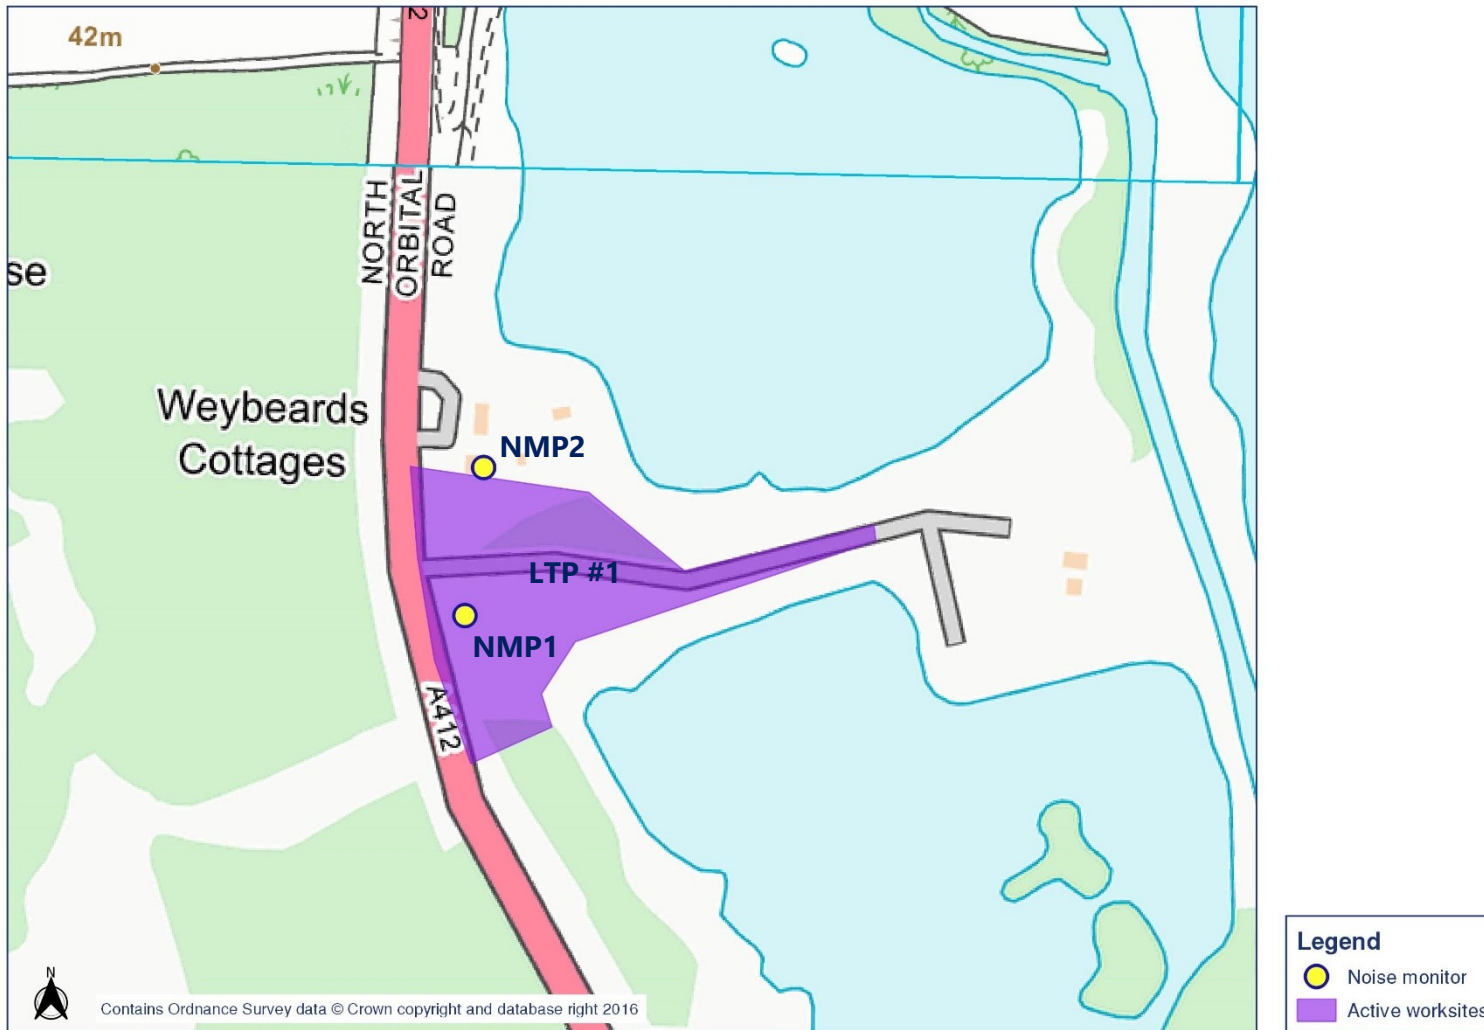 2
42m
NORTH
ORBITAL
ROAD
se
Weybeards
Cottages
NMP2
LTP #1
NMP1
A412
N
Contains Ordnance Survey data © Crown copyright and database right 2016
Legend
Noise monitor
Active worksites